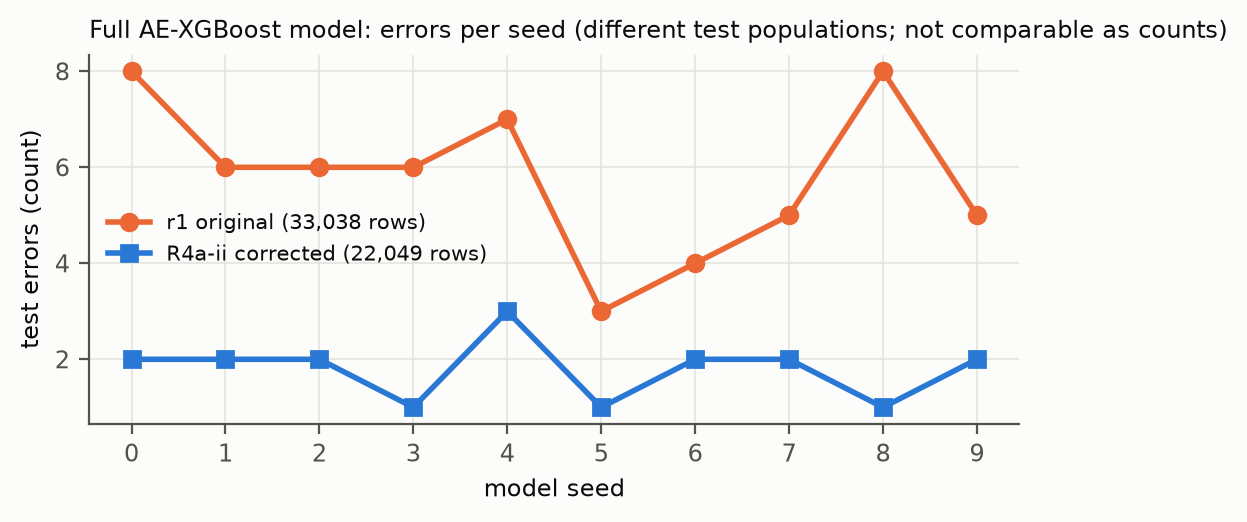 Full AE-XGBoost model: errors per seed (different test populations; not comparable as counts)
8
6
4
2
test errors (count)
r1 original (33,038 rows)
R4a-ii corrected (22,049 rows)
0 1 2 3 4 5 6 7 8 9
model seed